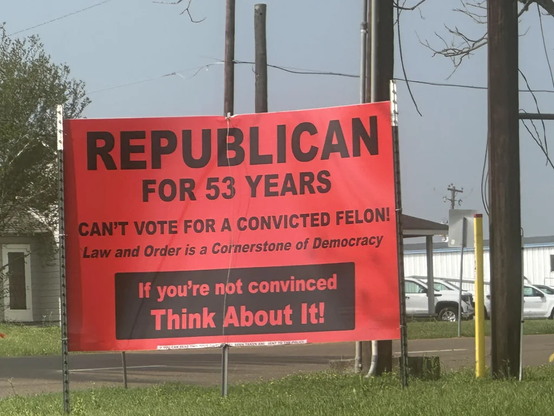 REPUBLICAN
FOR 53 YEARS
CAN'T VOTE FOR A CONVICTED FELON!
Law and Order is a Cornerstone of Democracy
If you're not convinced
Think About It!